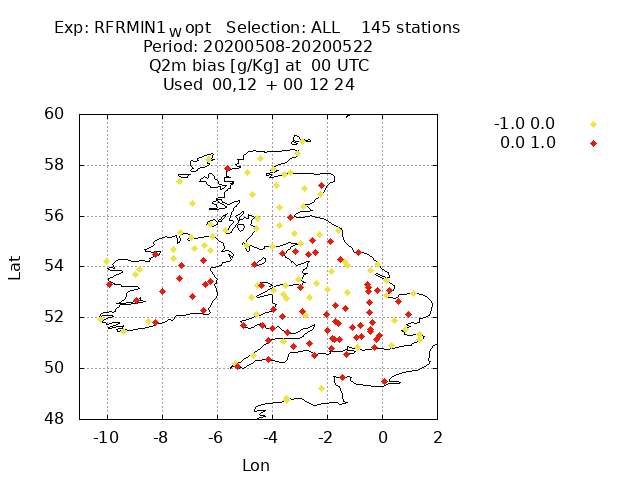 Exp: RFRMIN1_W opt   Selection: ALL    145 stations
Period: 20200508-20200522
Q2m bias [g/Kg] at  00 UTC
Used  00,12  + 00 12 24
-1.0 0.0
0.0 1.0
60
58
56
54
52
50
48
Lat
-10 -8 -6 -4 -2 0 2
Lon